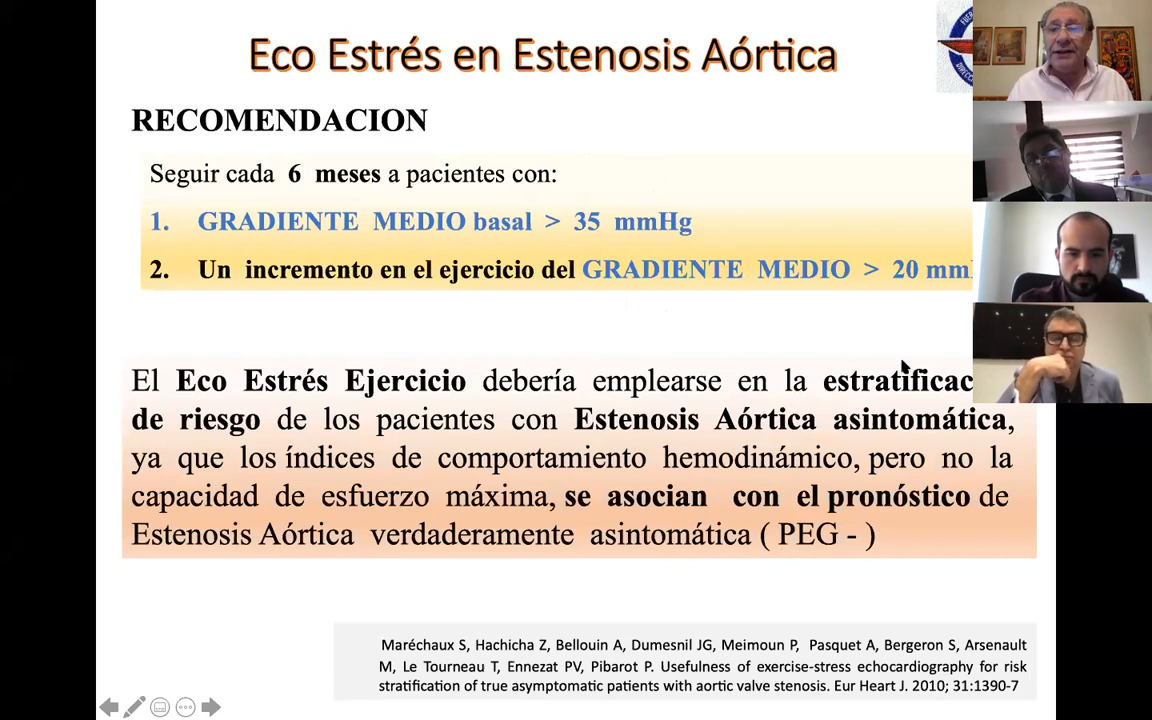 Eco Estrés en Estenosis Aórtica
RECOMENDACION
Seguir cada 6 meses a pacientes con:
1. GRADIENTE MEDIO basal > 35 mmHg
2. Un incremento en el ejercicio del GRADIENTE MEDIO > 20 mm
El Eco Estrés Ejercicio debería emplearse en la estratificac
de riesgo de los pacientes con Estenosis Aórtica asintomática,
ya que los índices de comportamiento hemodinámico, pero no la
capacidad de esfuerzo máxima, se asocian con el pronóstico de
Estenosis Aórtica verdaderamente asintomática ( PEG - )
Maréchaux S, Hachicha Z, Bellouin A, Dumesnil JG, Meimoun P, Pasquet A, Bergeron S, Arsenault
M, Le Tourneau T, Ennezat PV, Pibarot P. Usefulness of exercise-stress echocardiography for risk
stratification of true asymptomatic patients with aortic valve stenosis. Eur Heart J. 2010; 31:1390-7